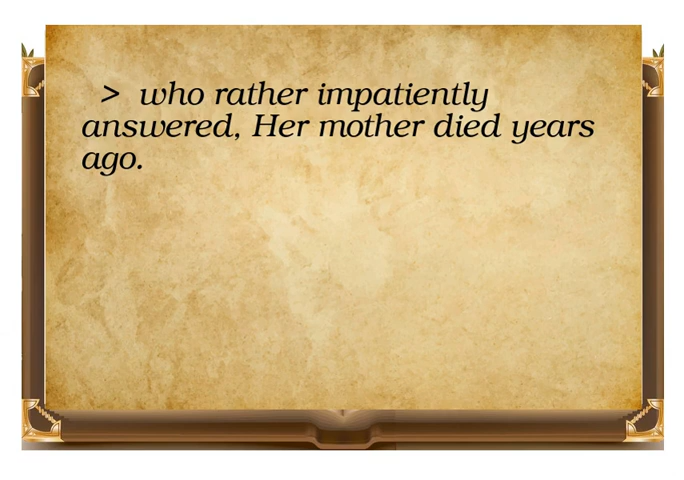 > who rather impatiently
answered, Her mother died years
ago.